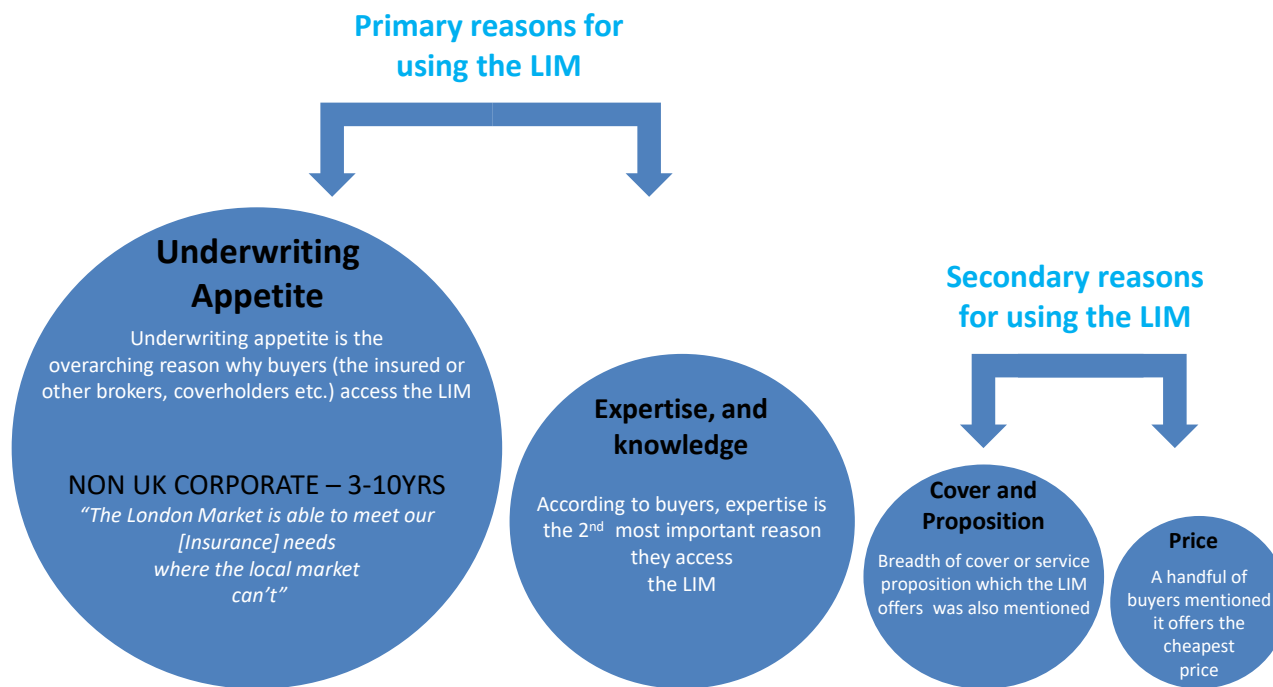 Primary reasons for
using the LIM
Underwriting
Appetite
Underwriting appetite is the
overarching reason why buyers (the insured or
other brokers, coverholders etc.) access the LIM
NON UK CORPORATE – 3-10YRS
“The London Market is able to meet our
[Insurance] needs
where the local market
can’t”
Expertise, and
knowledge
According to buyers, expertise is
the 2nd most important reason
they access
the LIM
Secondary reasons
for using the LIM
Cover and
Proposition
Breadth of cover or service
proposition which the LIM
offers was also mentioned
Price
A handful of
buyers mentioned
it offers the
cheapest
price